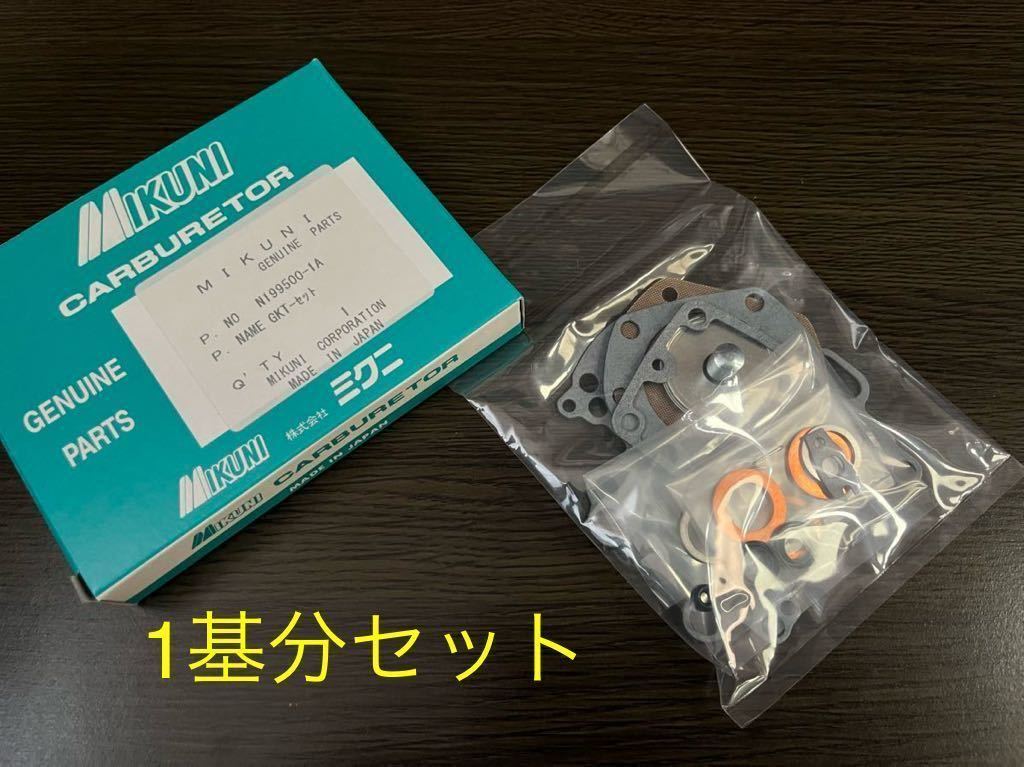 MIKUNI
CARBURETOR
MIKUNI
GENUINE PARTS
P. NO NI99500-1A
P. NAME GKT-セット
Q'TY 1
MIKUNI CORPORATION
MADE IN JAPAN
GENUINE
PARTS
MIKUNI
株式会社 ミクニ
MIKUNI CARBURETOR
MADE IN JAPAN
1基分セット